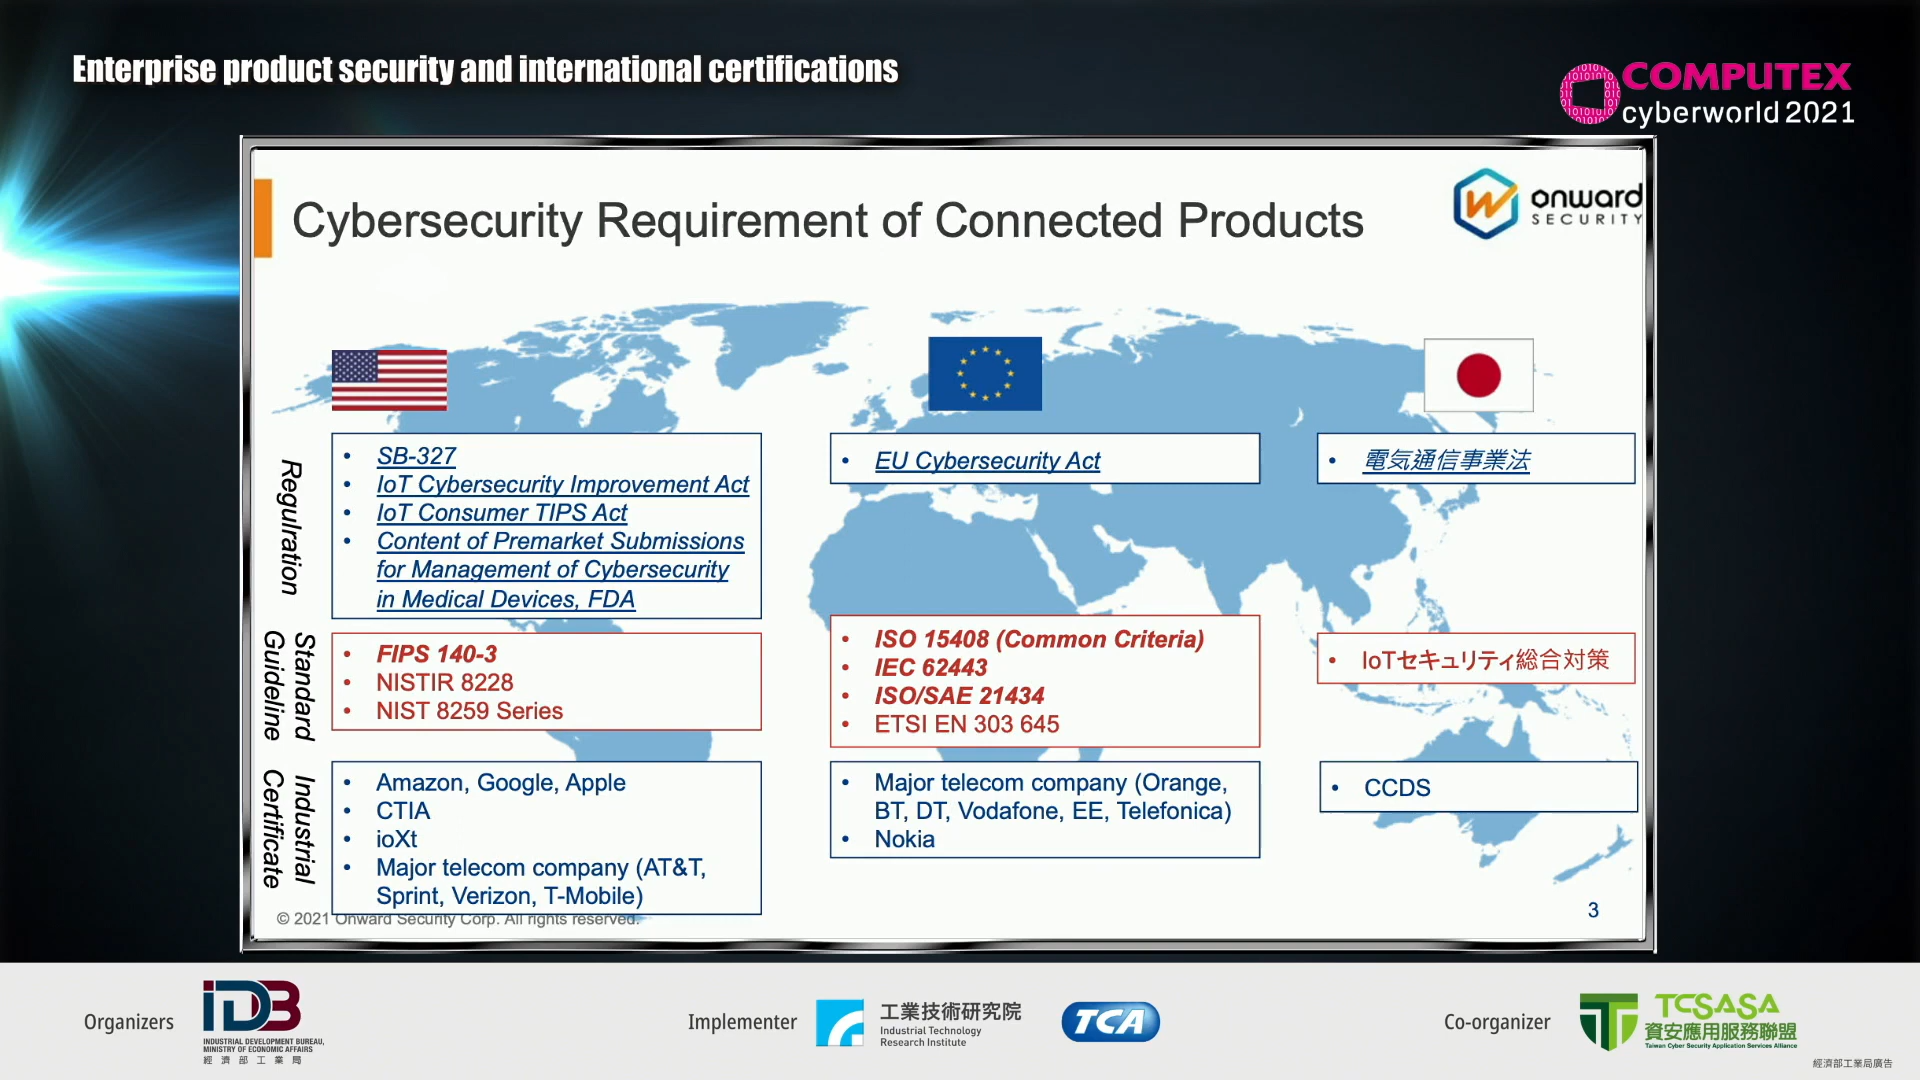 Enterprise product security and international certifications
COMPUTEX
cyberworld 2021
Cybersecurity Requirement of Connected Products
onward
SECURITY
Regulration
• SB-327
• IoT Cybersecurity Improvement Act
• IoT Consumer TIPS Act
• Content of Premarket Submissions
for Management of Cybersecurity
in Medical Devices, FDA
• EU Cybersecurity Act
• 電気通信事業法
Standard
Guideline
• FIPS 140-3
• NISTIR 8228
• NIST 8259 Series
• ISO 15408 (Common Criteria)
• IEC 62443
• ISO/SAE 21434
• ETSI EN 303 645
• IoTセキュリティ総合対策
Industrial
Certificate
• Amazon, Google, Apple
• CTIA
• ioXt
• Major telecom company (AT&T,
Sprint, Verizon, T-Mobile)
• Major telecom company (Orange,
BT, DT, Vodafone, EE, Telefonica)
• Nokia
• CCDS
© 2021 Onward Security Corp. All rights reserved.
3
Organizers
IDB
INDUSTRIAL DEVELOPMENT BUREAU,
MINISTRY OF ECONOMIC AFFAIRS
經濟部工業局
Implementer
工業技術研究院
Industrial Technology
Research Institute
TCA
Co-organizer
TCSASA
資安應用服務聯盟
Taiwan Cyber Security Application Services Alliance
經濟部工業局廣告